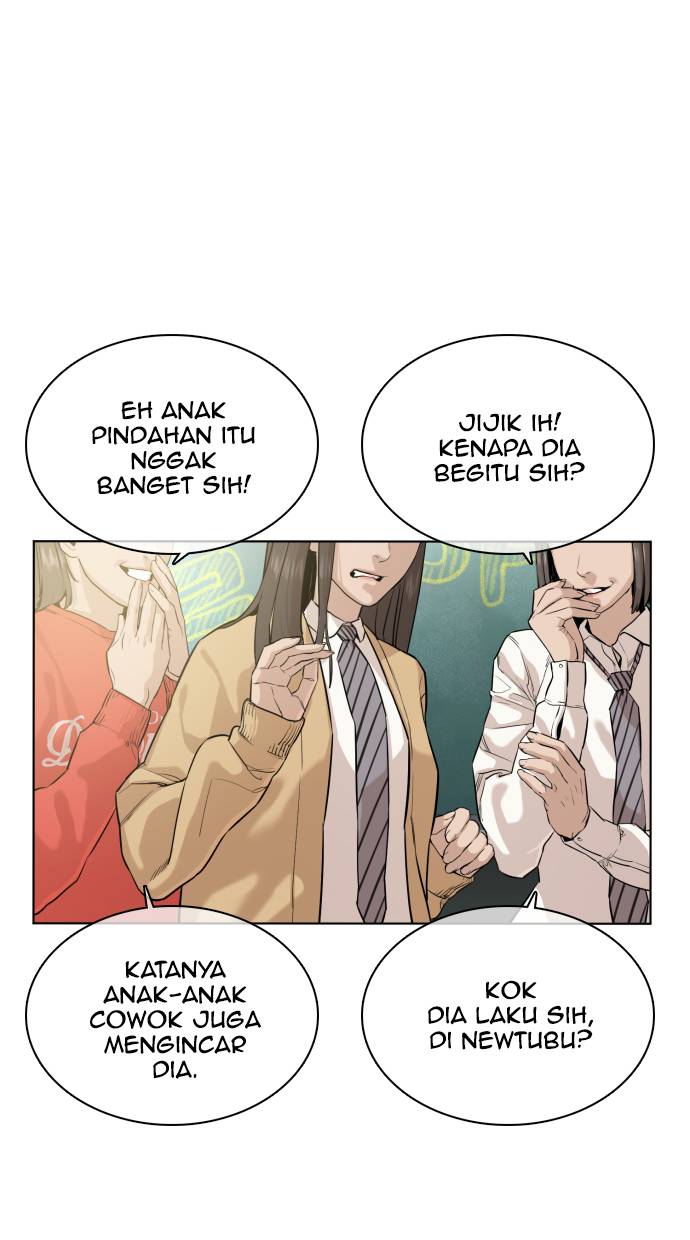 EH ANAK
PINDAHAN ITU
NGGAK
BANGET SIH!
JIJIK IH!
KENAPA DIA
BEGITU SIH?
KATANYA
ANAK-ANAK
COWOK JUGA
MENGINCAR
DIA.
KOK
DIA LAKU SIH,
DI NEWTUBU?